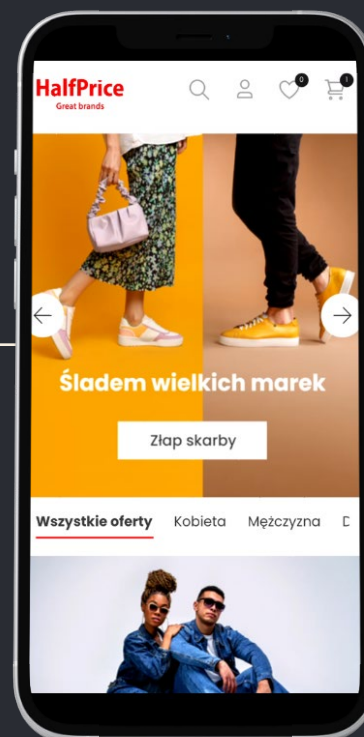 HalfPrice
Great brands
0
1
Śladem wielkich marek
Złap skarby
Wszystkie oferty Kobieta Mężczyzna D